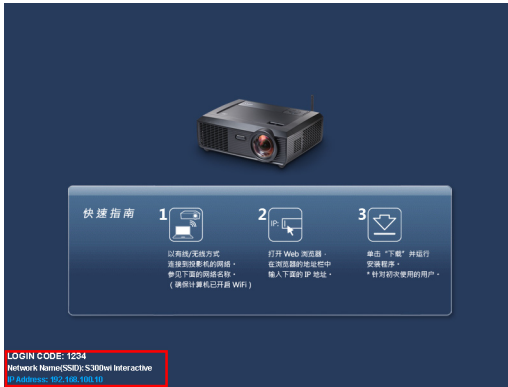 快速指南
1
以有线/无线方式
连接到投影机的网络。
参见下面的网络名称。
（确保计算机已开启 WiFi）
2
IP:
打开 Web 浏览器，
在浏览器的地址栏中
输入下面的 IP 地址。
3
单击“下载”并运行
安装程序。
* 针对初次使用的用户。
LOGIN CODE: 1234
Network Name(SSID): S300wi Interactive
IP Address: 192.168.100.10